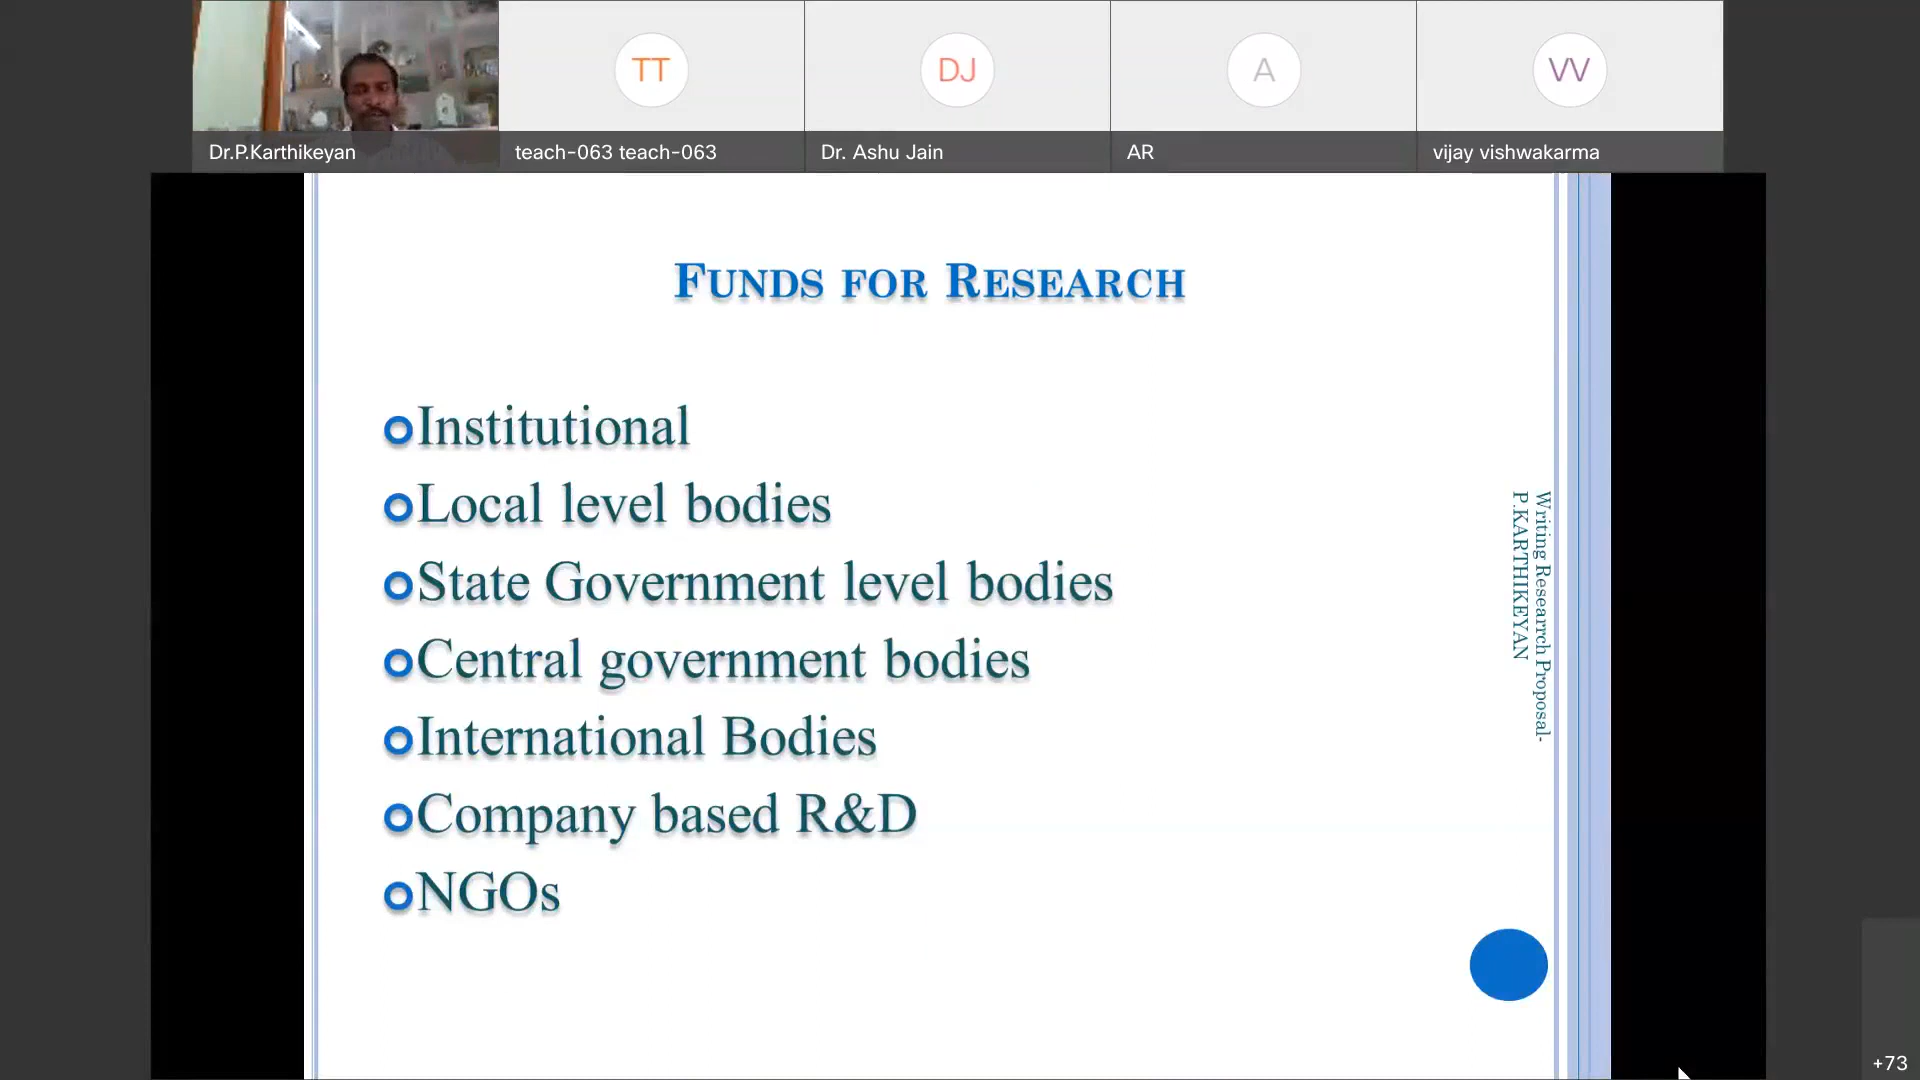 TT
DJ
A
VV
Dr.P.Karthikeyan
teach-063 teach-063
Dr. Ashu Jain
AR
vijay vishwakarma
FUNDS FOR RESEARCH
Institutional
Local level bodies
State Government level bodies
Central government bodies
International Bodies
Company based R&D
NGOs
Writing Researrch Proposal-
P.KARTHIKEYAN
+73